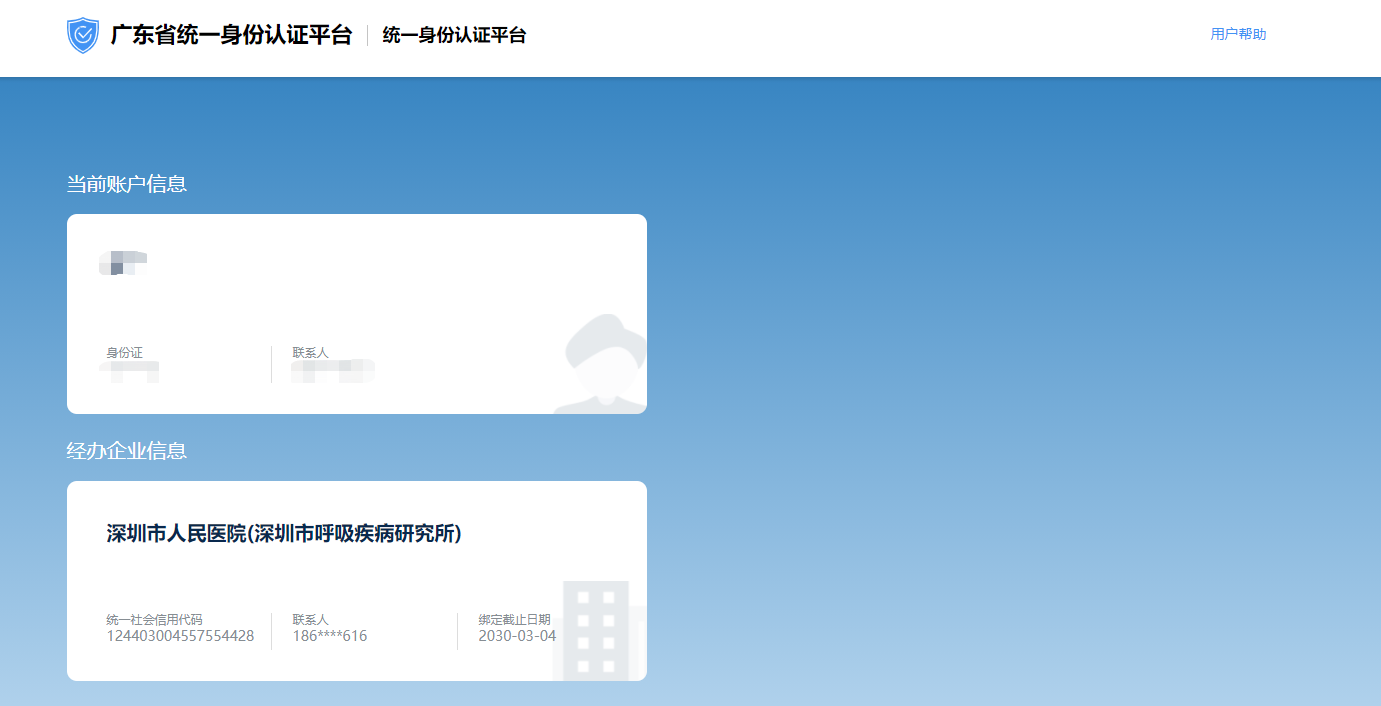 广东省统一身份认证平台 统一身份认证平台 用户帮助
当前账户信息
身份证 联系人
经办企业信息
深圳市人民医院(深圳市呼吸疾病研究所)
统一社会信用代码 联系人 绑定截止日期
124403004557554428 186****616 2030-03-04